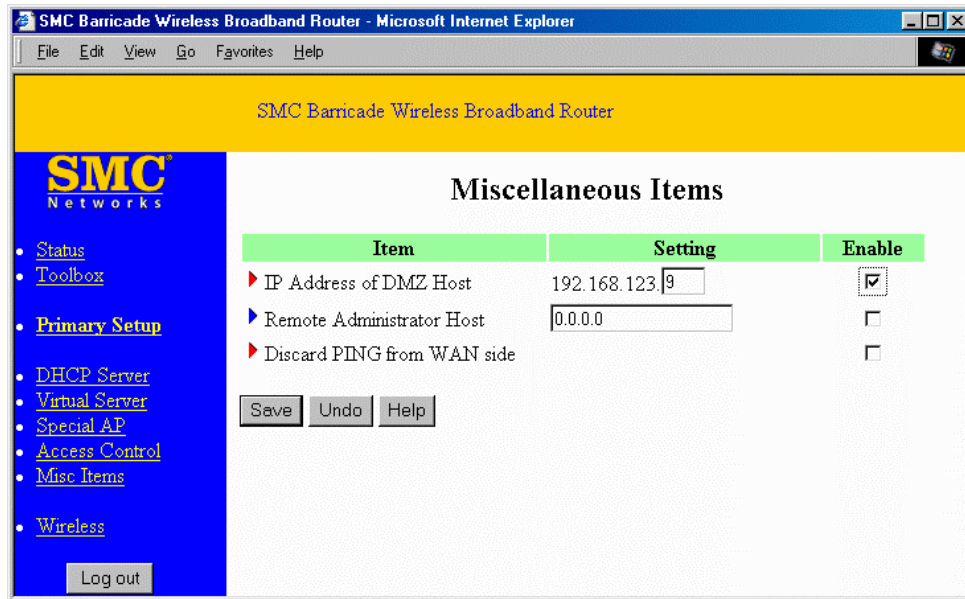 SMC Barricade Wireless Broadband Router - Microsoft Internet Explorer
File Edit View Go Favorites Help
SMC Barricade Wireless Broadband Router
SMC®
Networks
Status
Toolbox
Primary Setup
DHCP Server
Virtual Server
Special AP
Access Control
Misc Items
Wireless
Log out
Miscellaneous Items
Item Setting Enable
IP Address of DMZ Host 192.168.123.9
Remote Administrator Host 0.0.0.0
Discard PING from WAN side
Save Undo Help